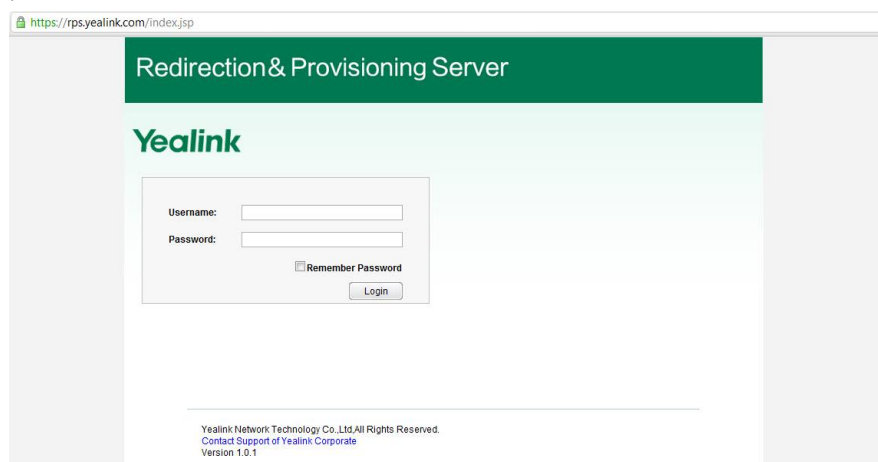 https://rps.yealink.com/index.jsp
Redirection& Provisioning Server
Yealink
Username:
Password:
Remember Password
Login
Yealink Network Technology Co.,Ltd,All Rights Reserved.
Contact Support of Yealink Corporate
Version 1.0.1